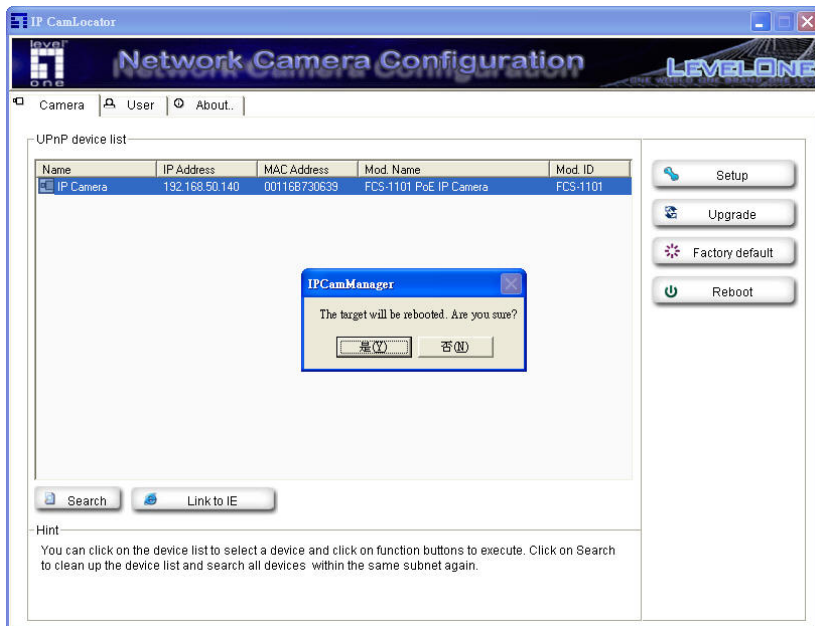 IP CamLocator
level one
Network Camera Configuration
LEVELONE
Camera
User
About..
UPnP device list
Name IP Address MAC Address Mod. Name Mod. ID
IP Camera 192.168.50.140 00116B730639 FCS-1101 PoE IP Camera FCS-1101
Setup
Upgrade
Factory default
Reboot
IPCamManager
The target will be rebooted. Are you sure?
是(Y) 否(N)
Search
Link to IE
Hint
You can click on the device list to select a device and click on function buttons to execute. Click on Search
to clean up the device list and search all devices within the same subnet again.